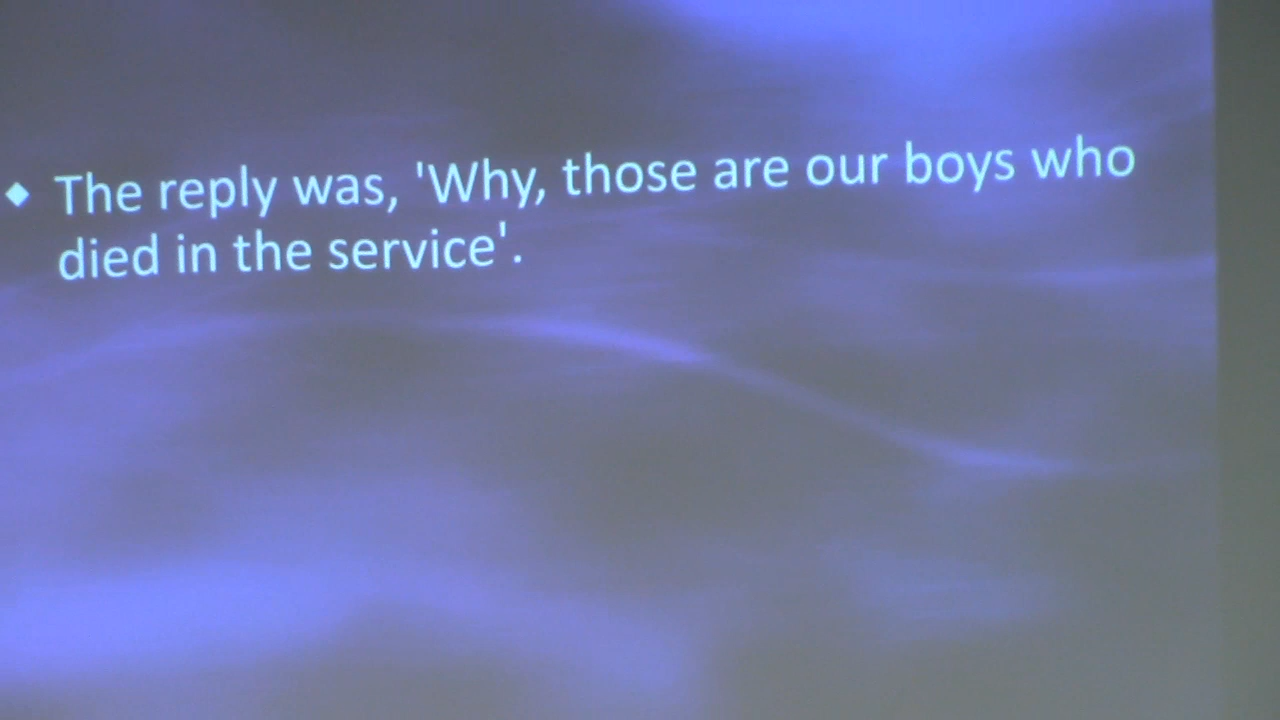 The reply was, 'Why, those are our boys who
died in the service'.